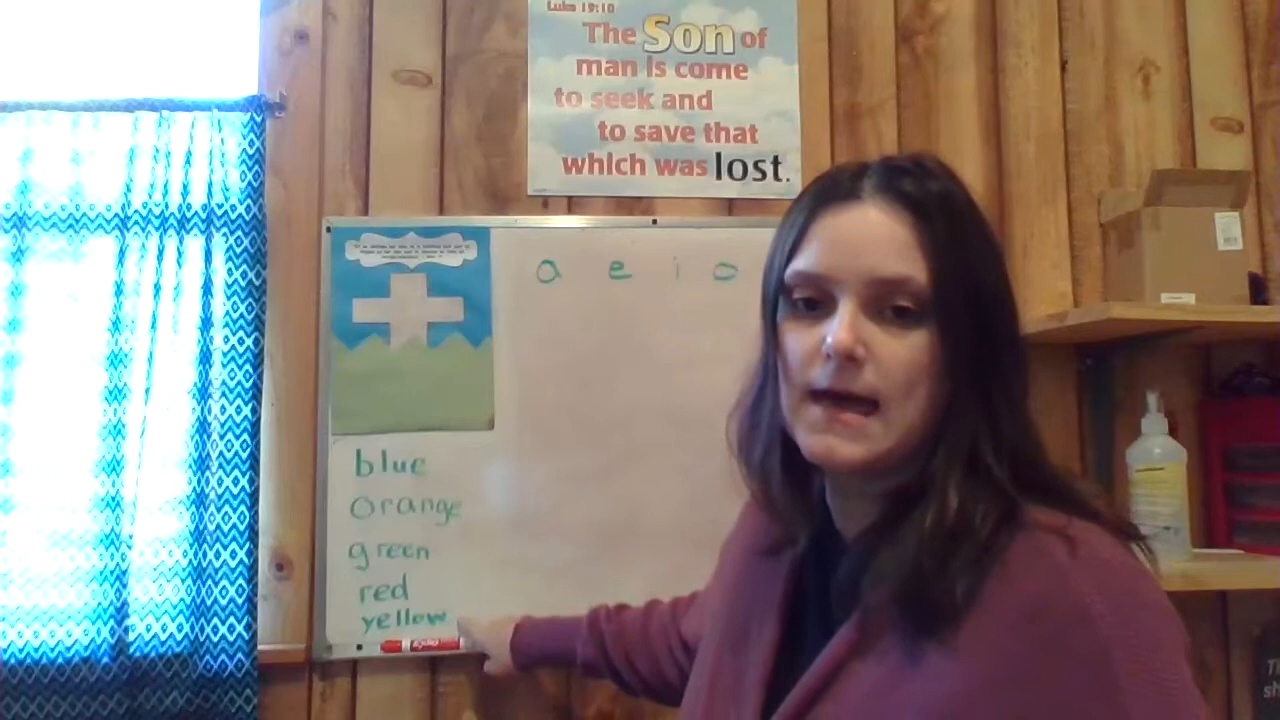 Luke 19:10
The Son of
man is come
to seek and
to save that
which was lost.
a e i o
blue
orange
green
red
yellow
EXPO